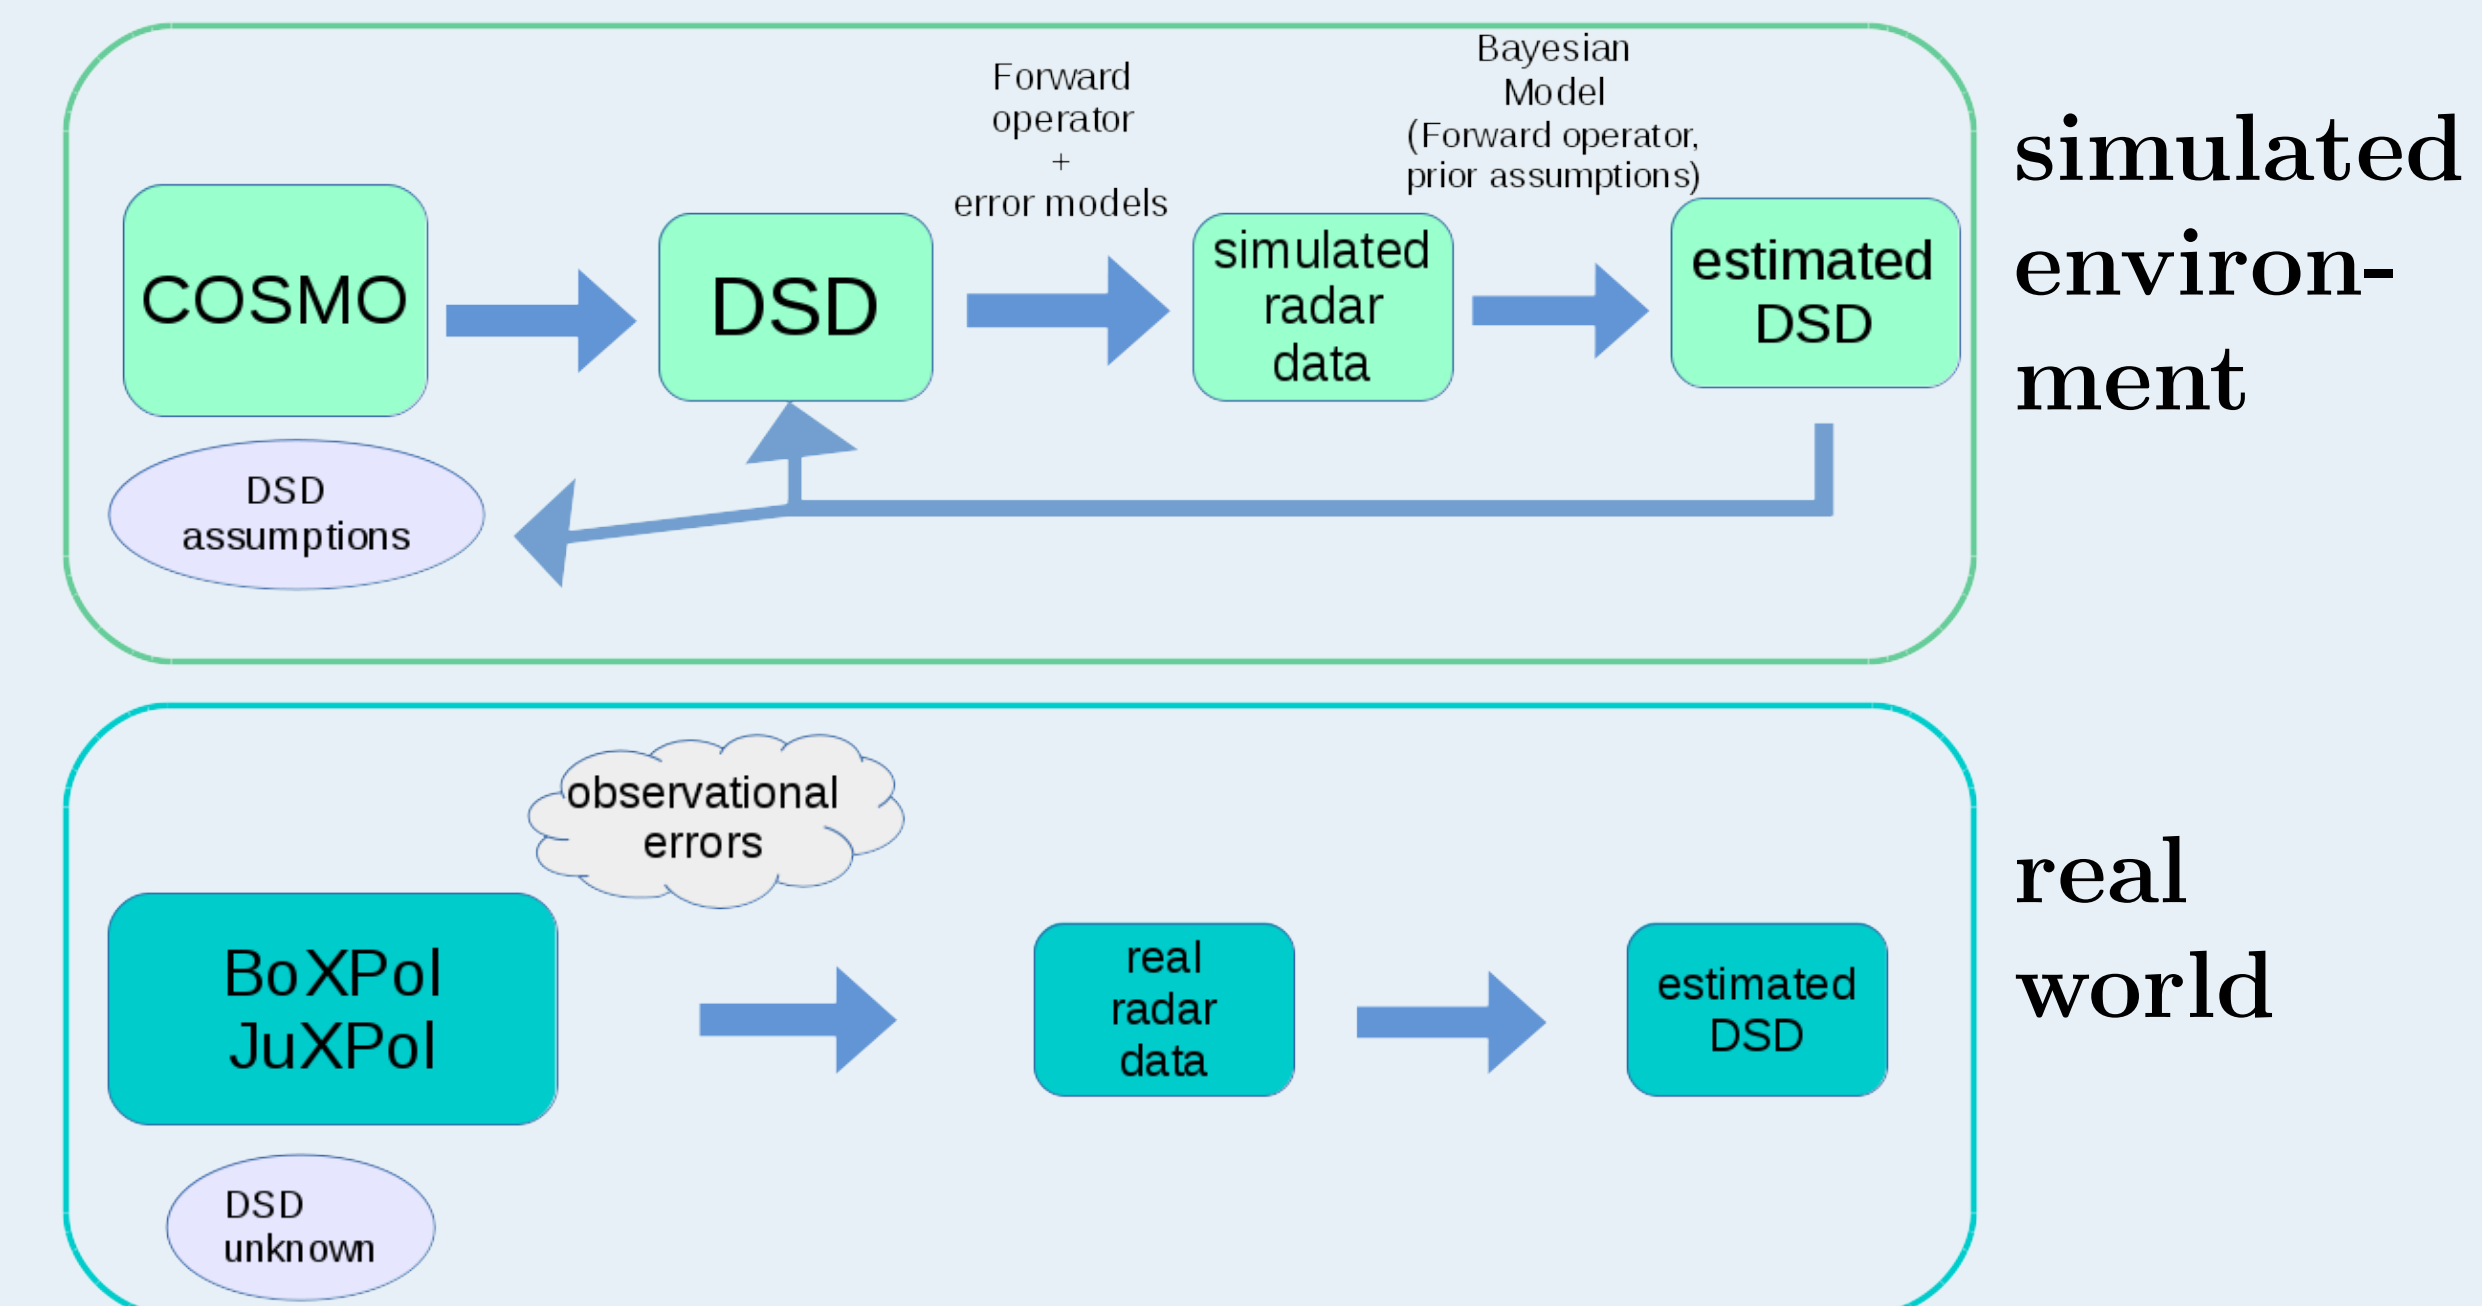 Forward
operator
+
error models
Bayesian
Model
(Forward operator,
prior assumptions)
COSMO
DSD
simulated
radar
data
estimated
DSD
DSD
assumptions
simulated
environ-
ment
observational
errors
BoXPol
JuXPol
real
radar
data
estimated
DSD
DSD
unknown
real
world